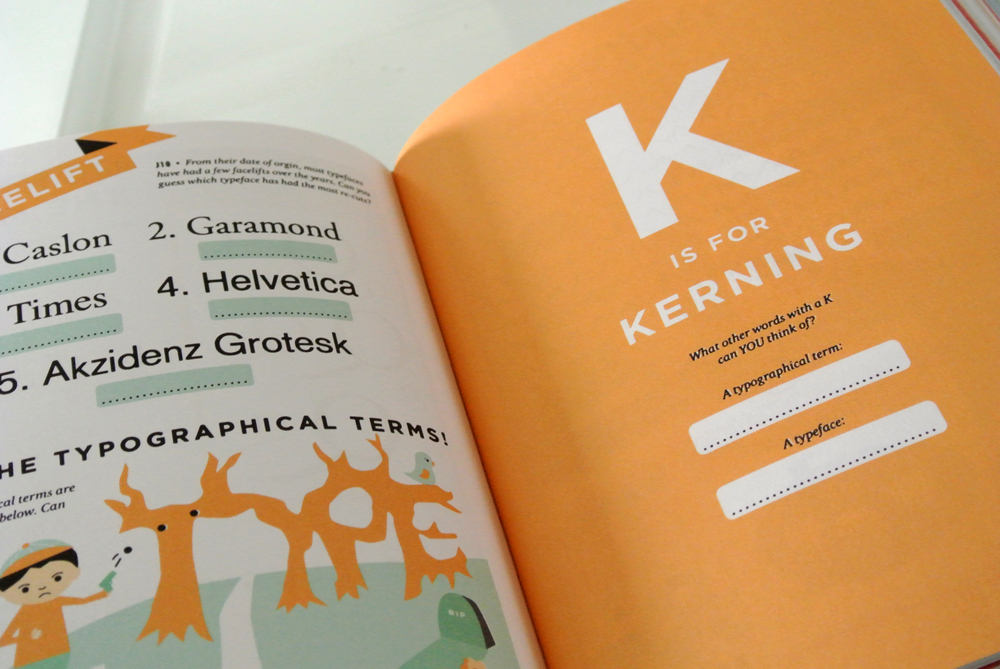 ELIFT
J18 • From their date of orgin, most typefaces
have had a few facelifts over the years. Can you
guess which typeface has had the most re-cuts?
Caslon
2. Garamond
Times
4. Helvetica
5. Akzidenz Grotesk
HE TYPOGRAPHICAL TERMS!
cal terms are
below. Can
TYPE
RIP
K
IS FOR
KERNING
What other words with a K
can YOU think of?
A typographical term:
A typeface: